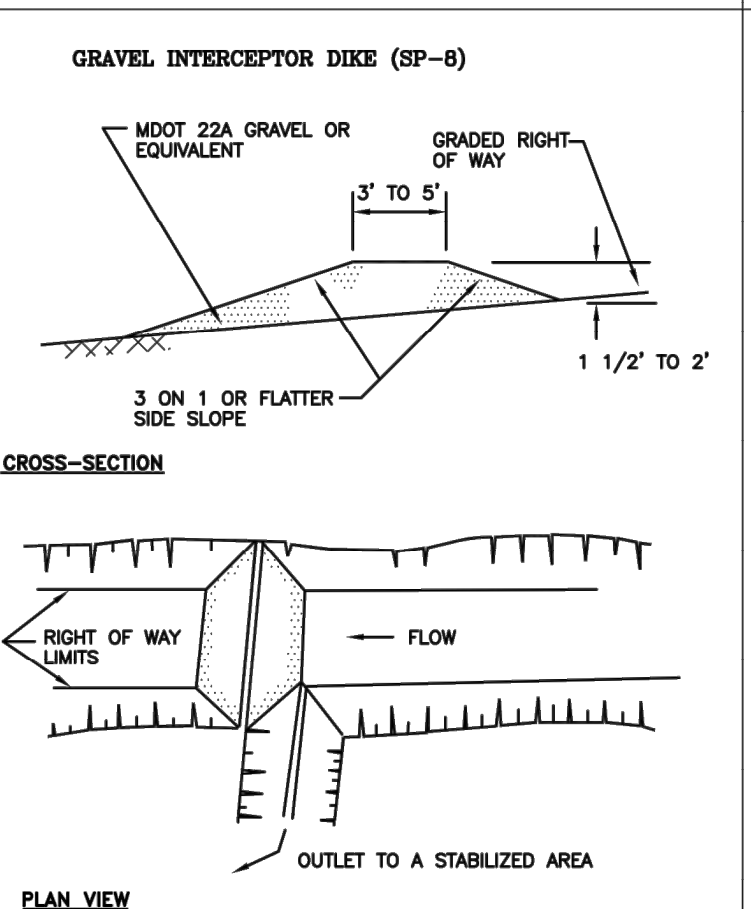 GRAVEL INTERCEPTOR DIKE (SP-8)
MDOT 22A GRAVEL OR
EQUIVALENT
GRADED RIGHT
OF WAY
3' TO 5'
1 1/2' TO 2'
3 ON 1 OR FLATTER
SIDE SLOPE
CROSS-SECTION
RIGHT OF WAY
LIMITS
FLOW
OUTLET TO A STABILIZED AREA
PLAN VIEW